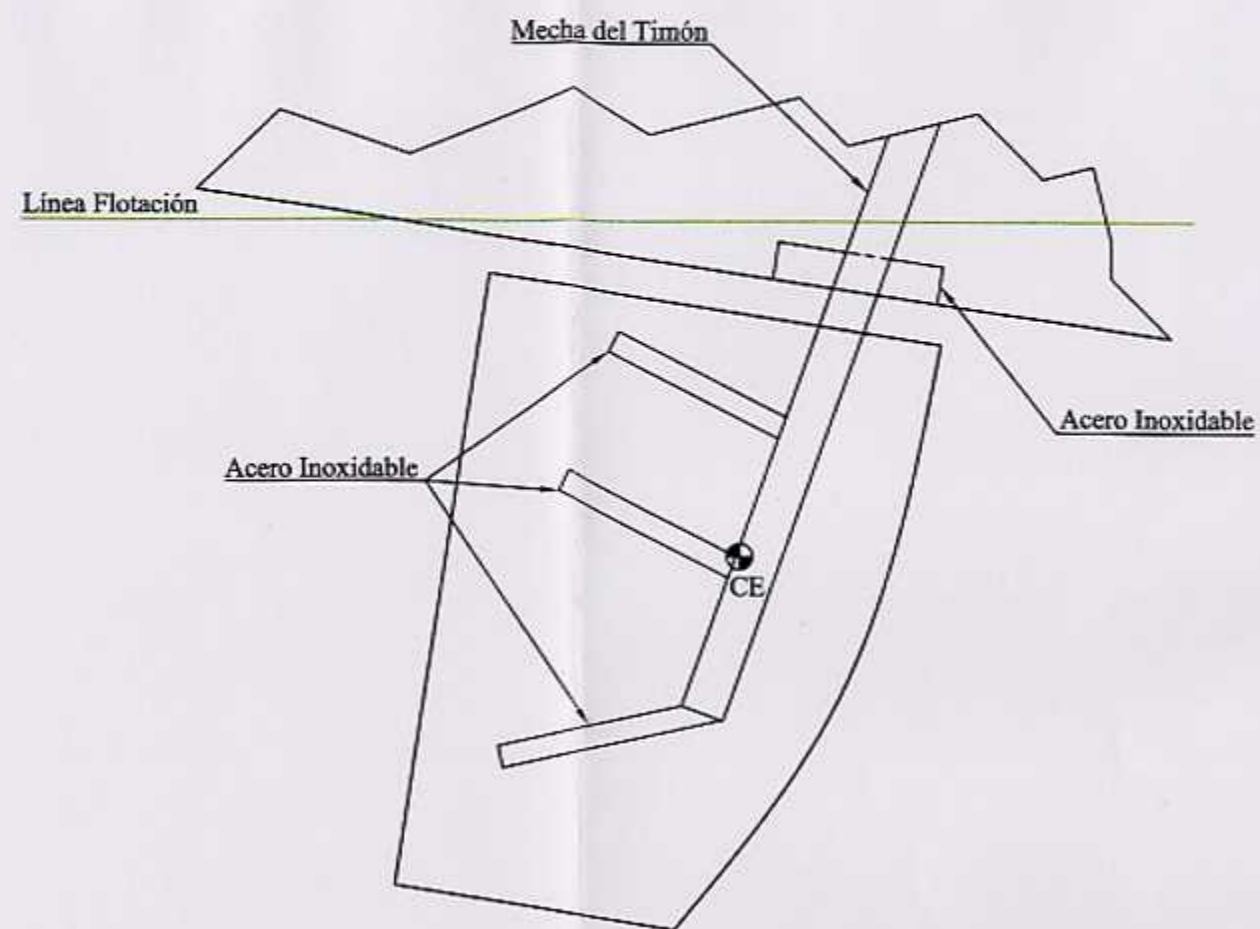 Mecha del Timón
Línea Flotación
Acero Inoxidable
Acero Inoxidable
CE